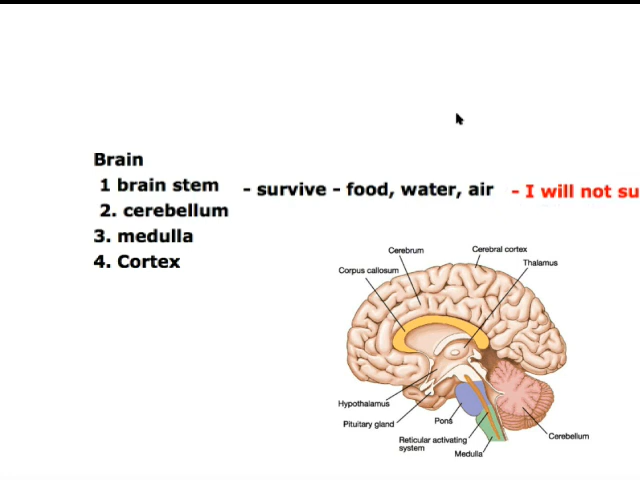 Brain
1 brain stem - survive - food, water, air - I will not su
2. cerebellum
3. medulla
4. Cortex
Cerebrum Cerebral cortex
Corpus callosum Thalamus
Hypothalamus
Pituitary gland Pons
Reticular activating system Cerebellum
Medulla